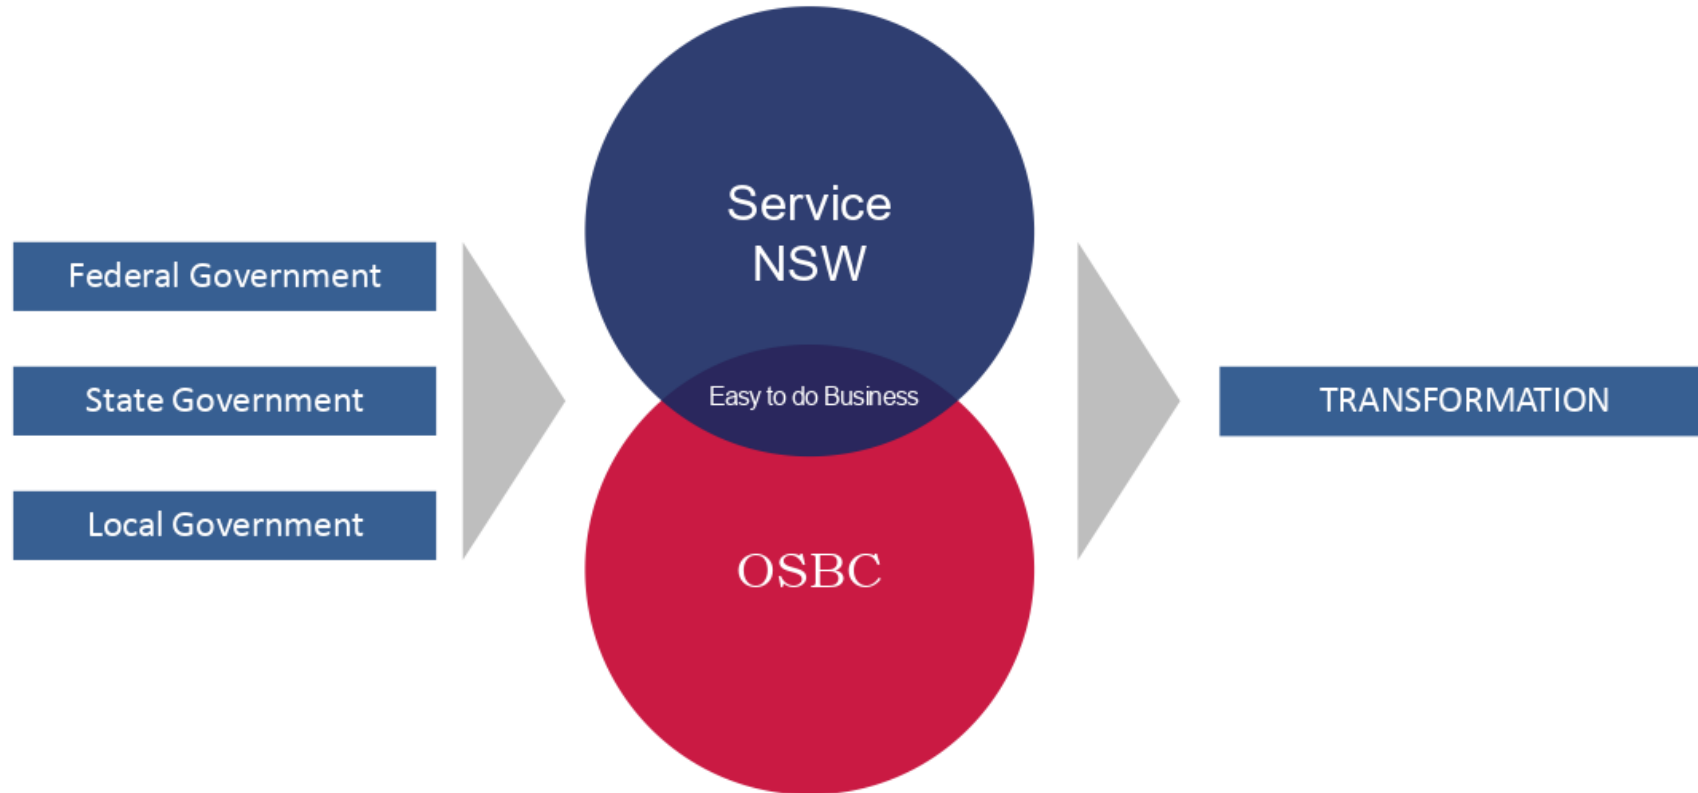 Federal Government
State Government
Local Government
Service
NSW
Easy to do Business
OSBC
TRANSFORMATION